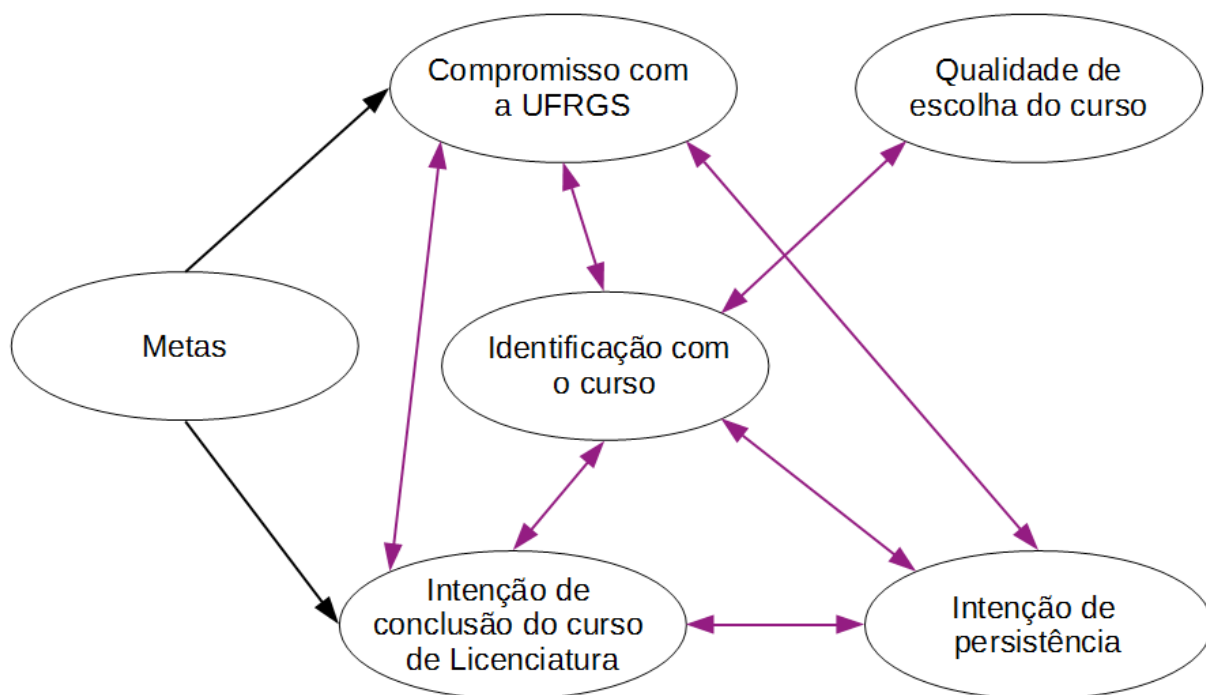 Compromisso com
a UFRGS
Qualidade de
escolha do curso
Metas
Identificação com
o curso
Intenção de
conclusão do curso
de Licenciatura
Intenção de
persistência